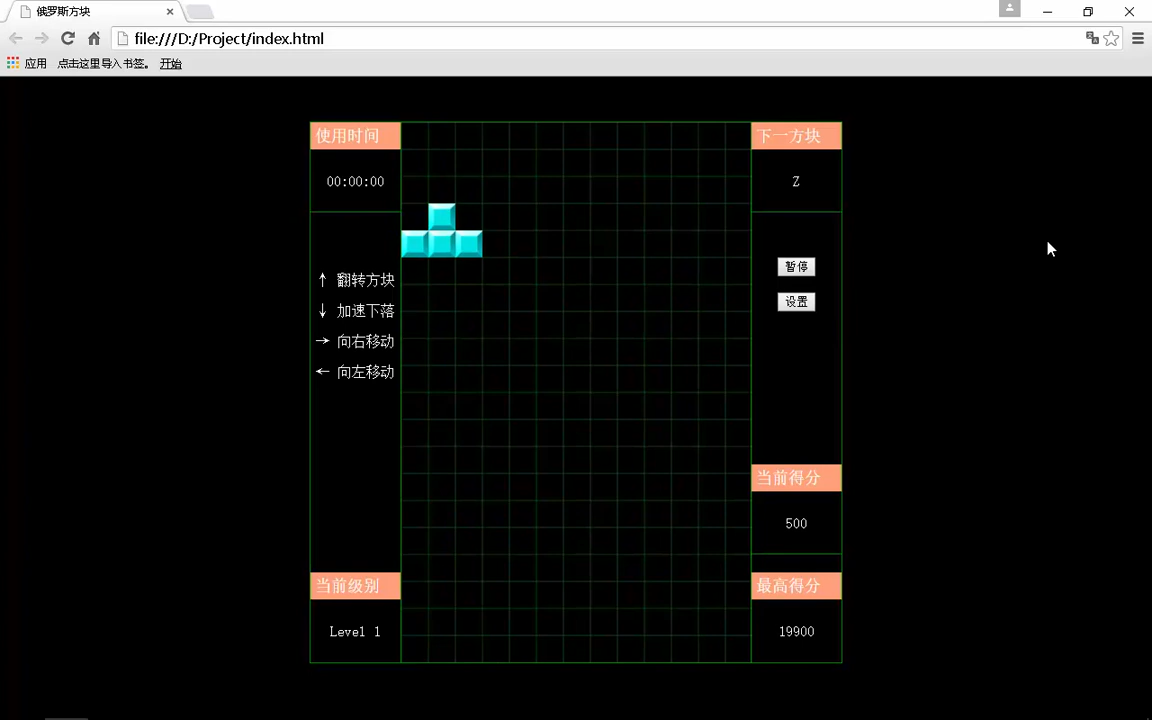 俄罗斯方块
file:///D:/Project/index.html
应用 点击这里导入书签。 开始
使用时间
00:00:00
↑ 翻转方块
↓ 加速下落
→ 向右移动
← 向左移动
当前级别
Level 1
下一方块
Z
暂停
设置
当前得分
500
最高得分
19900